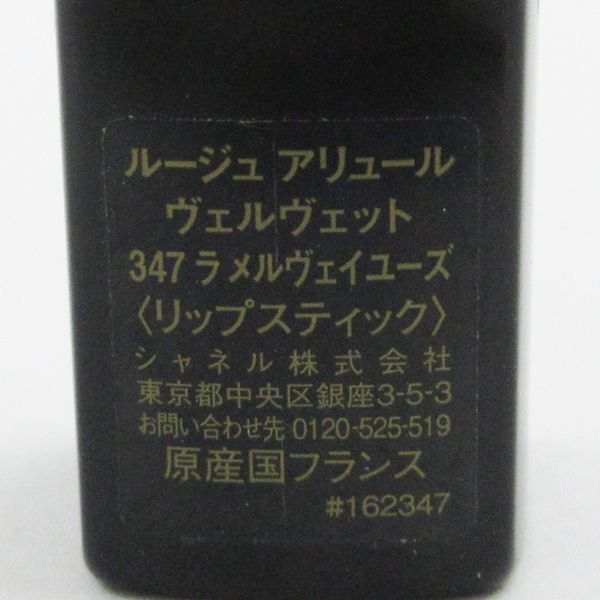 ルージュ アリュール
ヴェルヴェット
347 ラ メルヴェイユーズ
〈リップスティック〉
シャネル株式会社
東京都中央区銀座3-5-3
お問い合わせ先 0120-525-519
原産国フランス
#162347